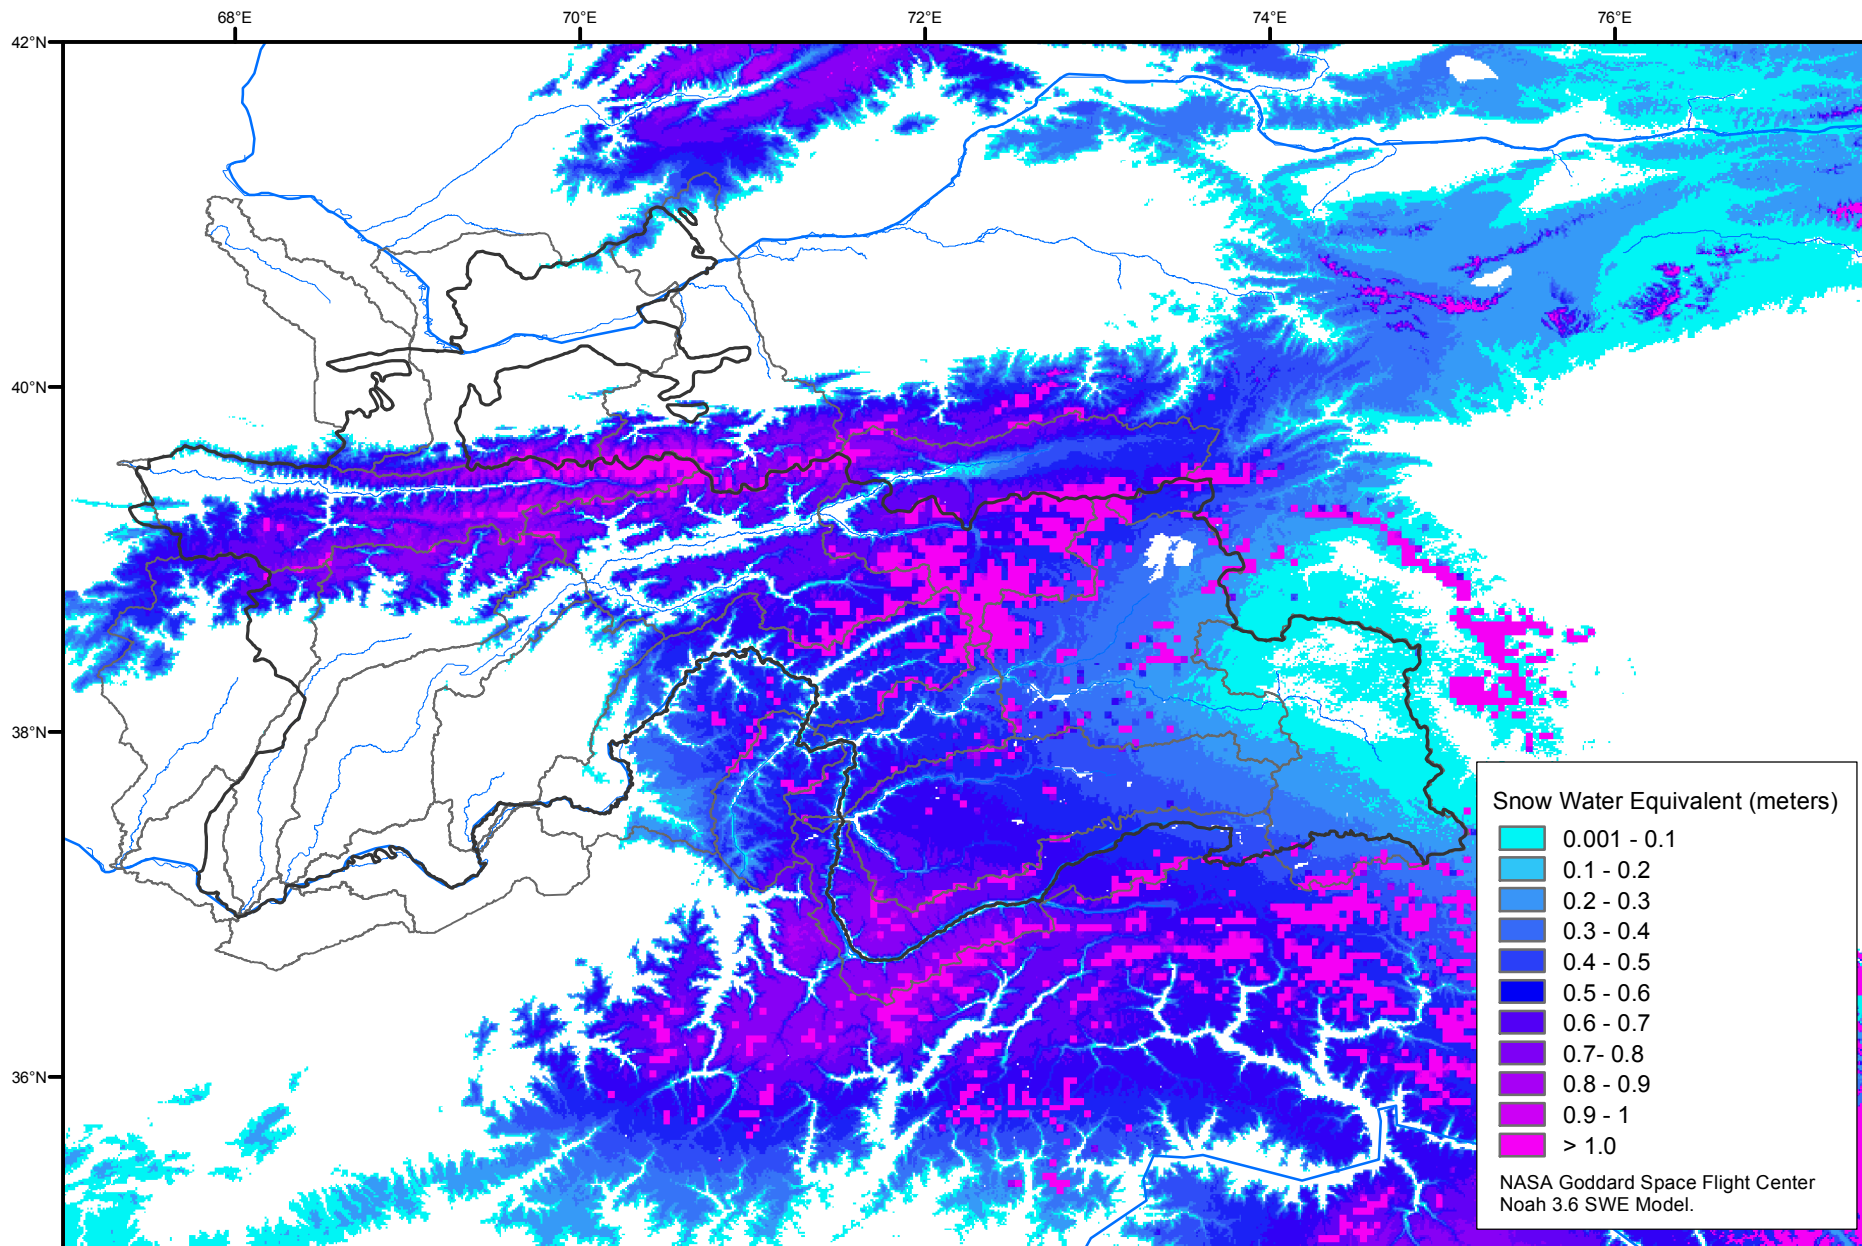 68°E
70°E
72°E
74°E
76°E
42°N
40°N
38°N
36°N
Snow Water Equivalent (meters)
0.001 - 0.1
0.1 - 0.2
0.2 - 0.3
0.3 - 0.4
0.4 - 0.5
0.5 - 0.6
0.6 - 0.7
0.7- 0.8
0.8 - 0.9
0.9 - 1
> 1.0
NASA Goddard Space Flight Center
Noah 3.6 SWE Model.